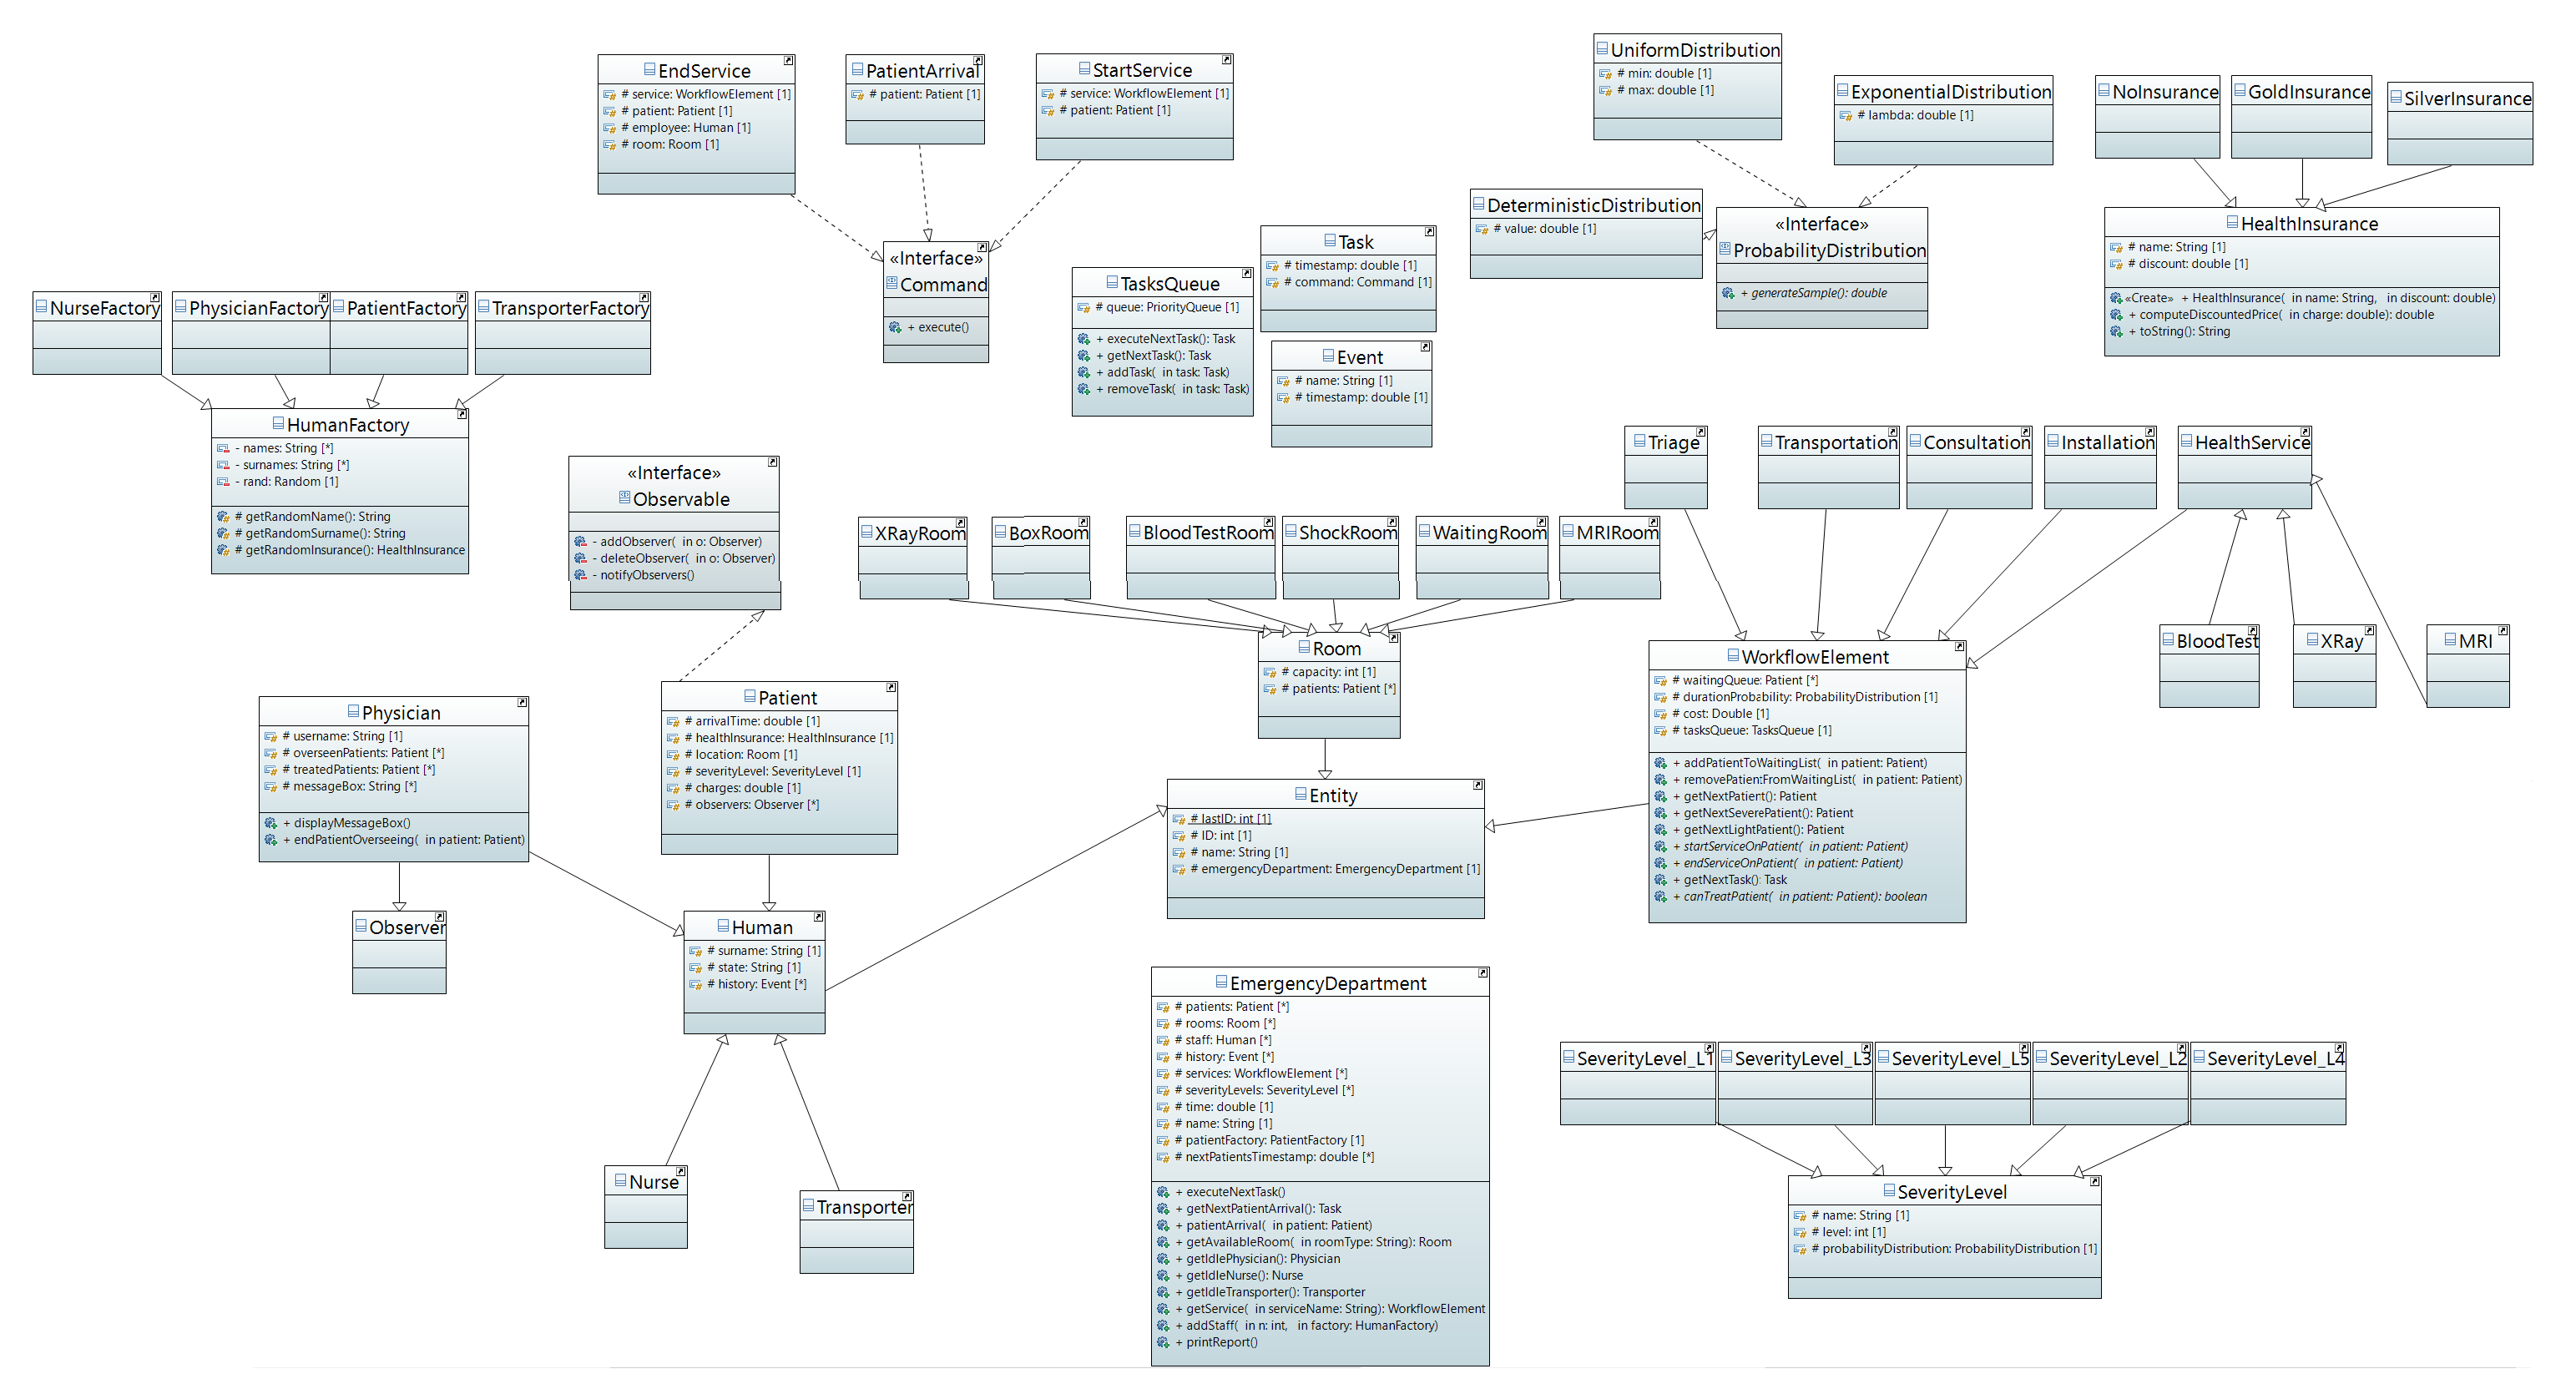 EndService
# service: WorkflowElement [1]
# patient: Patient [1]
# employee: Human [1]
# room: Room [1]
PatientArrival
# patient: Patient [1]
StartService
# service: WorkflowElement [1]
# patient: Patient [1]
UniformDistribution
# min: double [1]
# max: double [1]
ExponentialDistribution
# lambda: double [1]
NoInsurance
GoldInsurance
SilverInsurance
DeterministicDistribution
# value: double [1]
«Interface»
ProbabilityDistribution
+ generateSample(): double
HealthInsurance
# name: String [1]
# discount: double [1]
«Create» + HealthInsurance( in name: String, in discount: double)
+ computeDiscountedPrice( in charge: double): double
+ toString(): String
«Interface»
Command
+ execute()
TasksQueue
# queue: PriorityQueue [1]
+ executeNextTask(): Task
+ getNextTask(): Task
+ addTask( in task: Task)
+ removeTask( in task: Task)
Task
# timestamp: double [1]
# command: Command [1]
Event
# name: String [1]
# timestamp: double [1]
NurseFactory
PhysicianFactory
PatientFactory
TransporterFactory
HumanFactory
- names: String [*]
- surnames: String [*]
- rand: Random [1]
# getRandomName(): String
# getRandomSurname(): String
# getRandomInsurance(): HealthInsurance
«Interface»
Observable
- addObserver( in o: Observer)
- deleteObserver( in o: Observer)
- notifyObservers()
Triage
Transportation
Consultation
Installation
HealthService
XRayRoom
BoxRoom
BloodTestRoom
ShockRoom
WaitingRoom
MRIRoom
BloodTest
XRay
MRI
Room
# capacity: int [1]
# patients: Patient [*]
WorkflowElement
# waitingQueue: Patient [*]
# durationProbability: ProbabilityDistribution [1]
# cost: Double [1]
# tasksQueue: TasksQueue [1]
+ addPatientToWaitingList( in patient: Patient)
+ removePatientFromWaitingList( in patient: Patient)
+ getNextPatient(): Patient
+ getNextSeverePatient(): Patient
+ getNextLightPatient(): Patient
+ startServiceOnPatient( in patient: Patient)
+ endServiceOnPatient( in patient: Patient)
+ getNextTask(): Task
+ canTreatPatient( in patient: Patient): boolean
Physician
# username: String [1]
# overseenPatients: Patient [*]
# treatedPatients: Patient [*]
# messageBox: String [*]
+ displayMessageBox()
+ endPatientOverseeing( in patient: Patient)
Patient
# arrivalTime: double [1]
# healthInsurance: HealthInsurance [1]
# location: Room [1]
# severityLevel: SeverityLevel [1]
# charges: double [1]
# observers: Observer [*]
Entity
# lastID: int [1]
# ID: int [1]
# name: String [1]
# emergencyDepartment: EmergencyDepartment [1]
Observer
Human
# surname: String [1]
# state: String [1]
# history: Event [*]
EmergencyDepartment
# patients: Patient [*]
# rooms: Room [*]
# staff: Human [*]
# history: Event [*]
# services: WorkflowElement [*]
# severityLevels: SeverityLevel [*]
# time: double [1]
# name: String [1]
# patientFactory: PatientFactory [1]
# nextPatientsTimestamp: double [*]
+ executeNextTask()
+ getNextPatientArrival(): Task
+ patientArrival( in patient: Patient)
+ getAvailableRoom( in roomType: String): Room
+ getIdlePhysician(): Physician
+ getIdleNurse(): Nurse
+ getIdleTransporter(): Transporter
+ getService( in serviceName: String): WorkflowElement
+ addStaff( in n: int, in factory: HumanFactory)
+ printReport()
SeverityLevel_L1
SeverityLevel_L3
SeverityLevel_L5
SeverityLevel_L2
SeverityLevel_L4
Nurse
Transporter
SeverityLevel
# name: String [1]
# level: int [1]
# probabilityDistribution: ProbabilityDistribution [1]